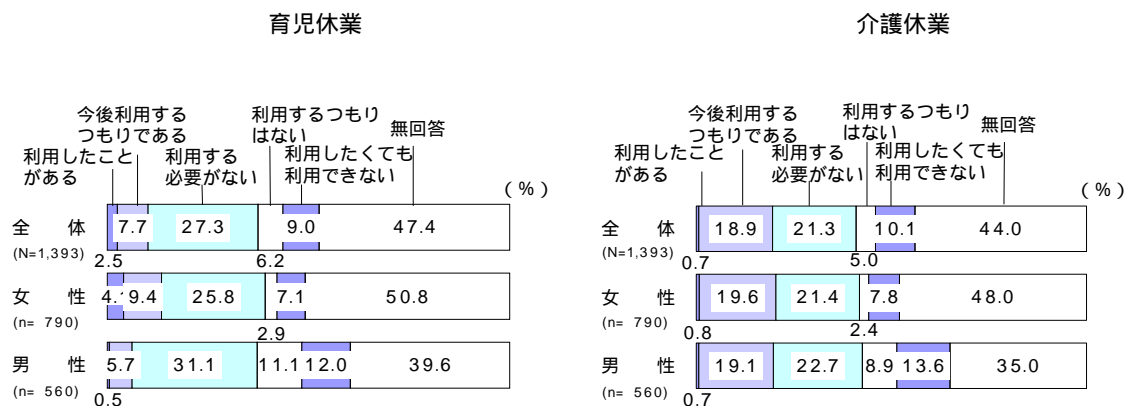 育児休業
今後利用する
つもりである
利用するつもり
はない
無回答
利用したこと
がある
利用する
必要がない
利用したくても
利用できない
(%)
全 体
(N=1,393)
7.7 27.3 9.0 47.4
2.5 6.2
女 性
(n= 790)
9.4 25.8 7.1 50.8
2.9
男 性
(n= 560)
5.7 31.1 11.1 12.0 39.6
0.5
介護休業
今後利用する
つもりである
利用するつもり
はない
無回答
利用したこと
がある
利用する
必要がない
利用したくても
利用できない
(%)
全 体
(N=1,393)
18.9 21.3 10.1 44.0
0.7 5.0
女 性
(n= 790)
19.6 21.4 7.8 48.0
0.8 2.4
男 性
(n= 560)
19.1 22.7 8.9 13.6 35.0
0.7